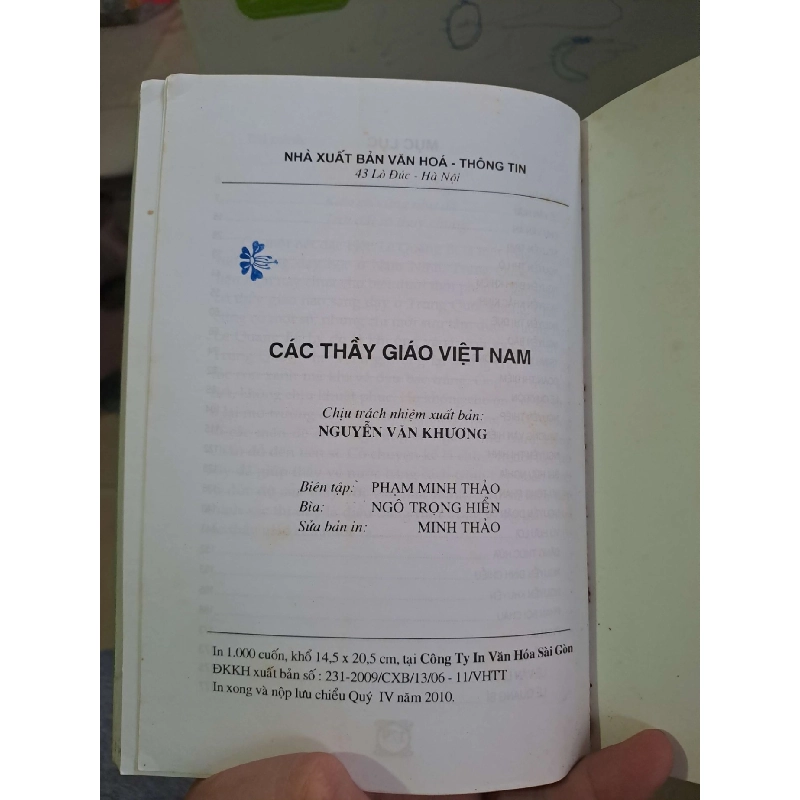 NHÀ XUẤT BẢN VĂN HOÁ - THÔNG TIN
43 Lò Đúc - Hà Nội
CÁC THẦY GIÁO VIỆT NAM
Chịu trách nhiệm xuất bản:
NGUYỄN VĂN KHƯƠNG
Biên tập: PHẠM MINH THẢO
Bìa: NGÔ TRỌNG HIỂN
Sửa bản in: MINH THẢO
In 1.000 cuốn, khổ 14,5 x 20,5 cm, tại Công Ty In Văn Hóa Sài Gòn
ĐKKH xuất bản số : 231-2009/CXB/13/06 - 11/VHTT
In xong và nộp lưu chiểu Quý IV năm 2010.